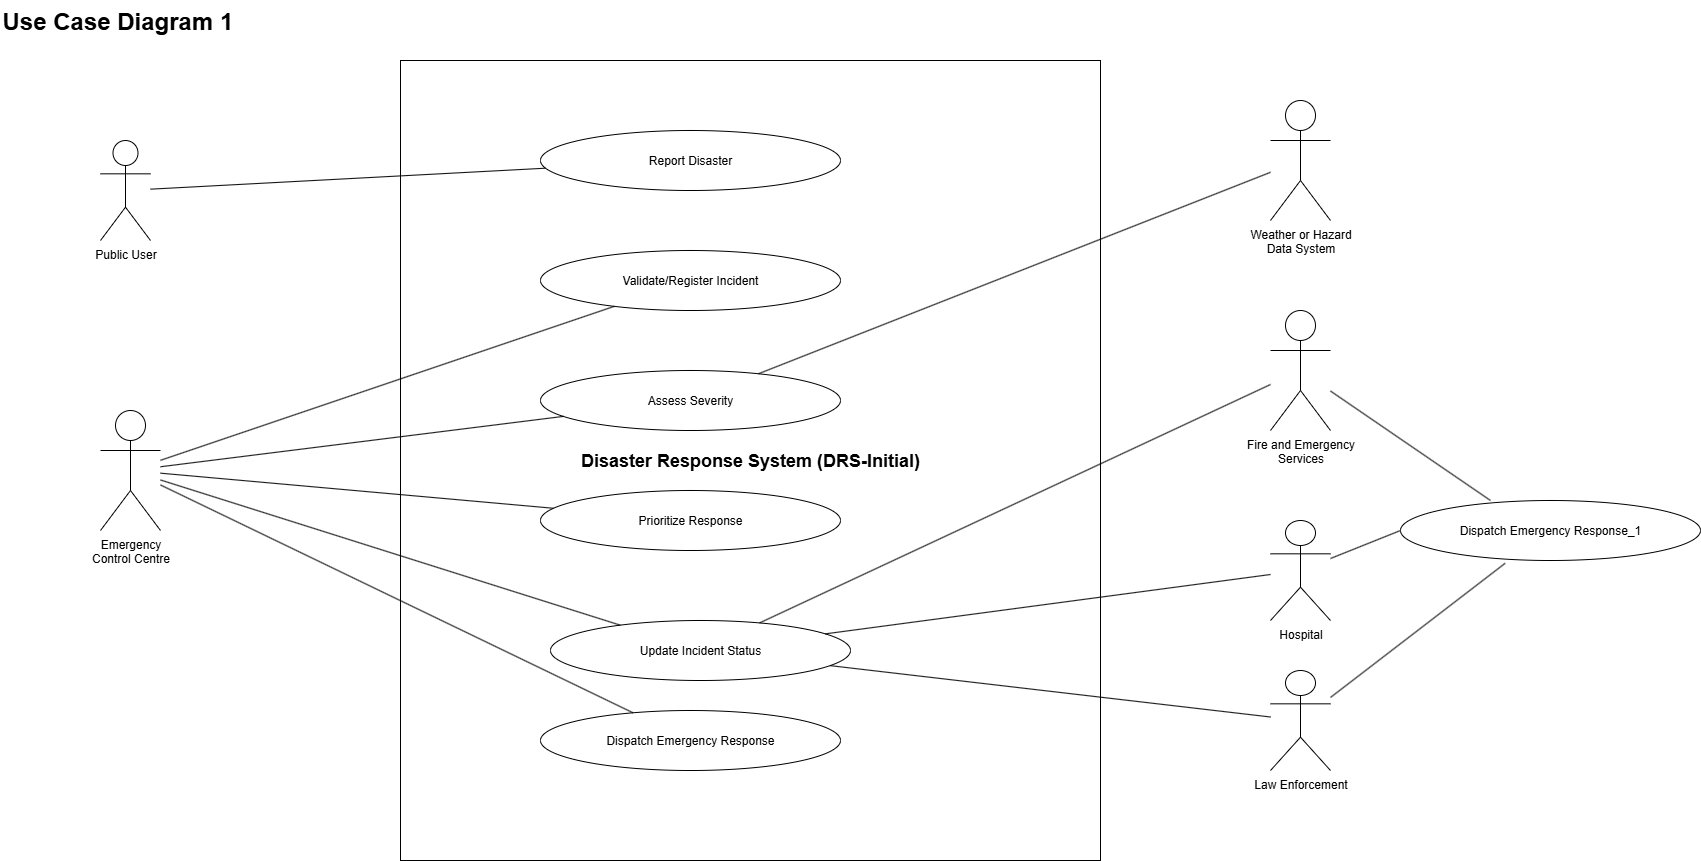 Use Case Diagram 1
Report Disaster
Public User
Weather or Hazard
Data System
Validate/Register Incident
Assess Severity
Fire and Emergency
Services
Disaster Response System (DRS-Initial)
Prioritize Response
Dispatch Emergency Response_1
Emergency
Control Centre
Hospital
Update Incident Status
Dispatch Emergency Response
Law Enforcement